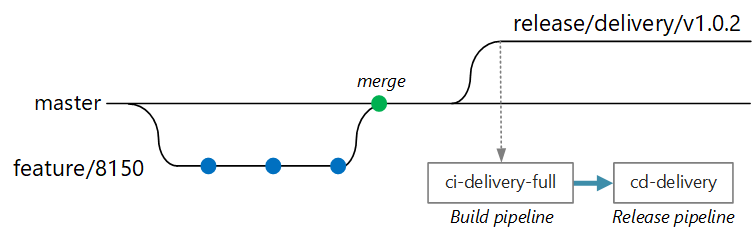 release/delivery/v1.0.2
merge
master
feature/8150
ci-delivery-full
cd-delivery
Build pipeline
Release pipeline